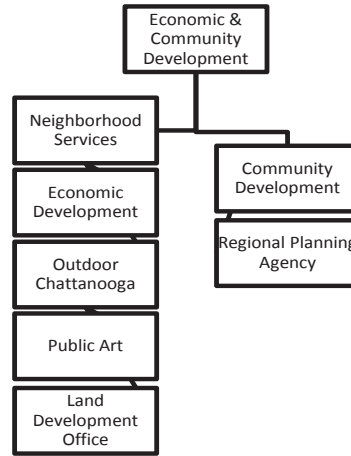 Economic &
Community
Development
Neighborhood
Services
Economic
Development
Outdoor
Chattanooga
Public Art
Land
Development
Office
Community
Development
Regional Planning
Agency